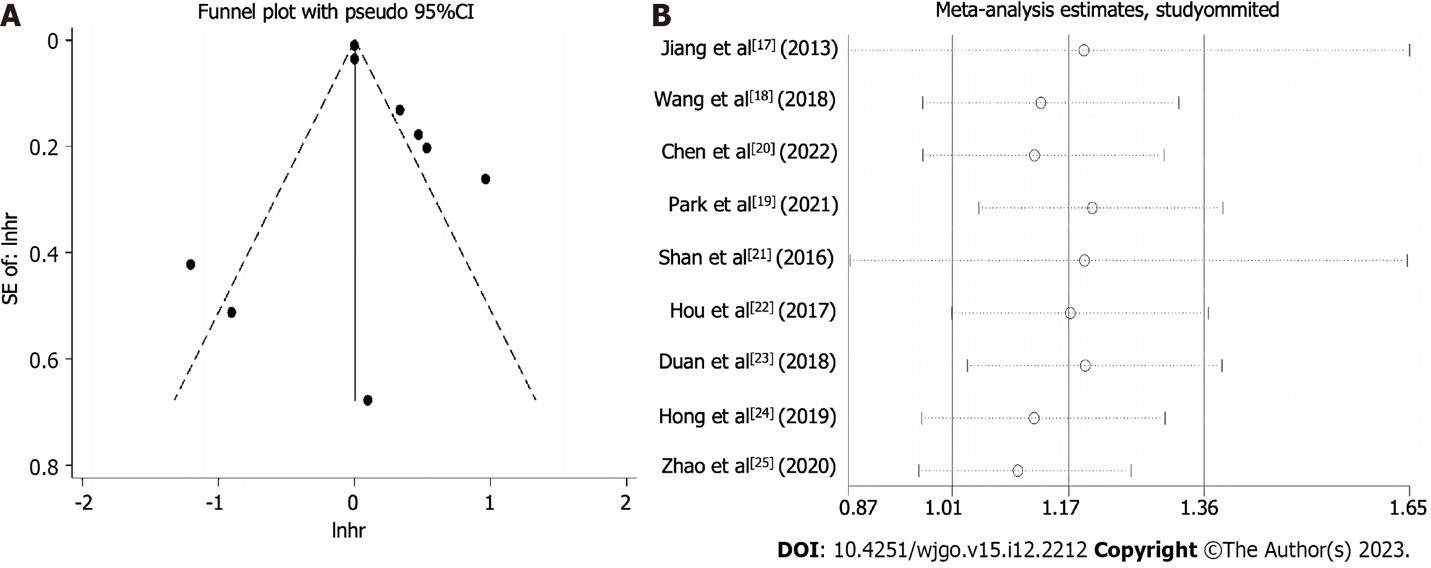 A
Funnel plot with pseudo 95%CI
SE of: lnhr
0
0.2
0.4
0.6
0.8
-2 -1 0 1 2
lnhr
B
Meta-analysis estimates, studyommited
Jiang et al[17] (2013)
Wang et al[18] (2018)
Chen et al[20] (2022)
Park et al[19] (2021)
Shan et al[21] (2016)
Hou et al[22] (2017)
Duan et al[23] (2018)
Hong et al[24] (2019)
Zhao et al[25] (2020)
0.87 1.01 1.17 1.36 1.65
DOI: 10.4251/wjgo.v15.i12.2212 Copyright ©The Author(s) 2023.